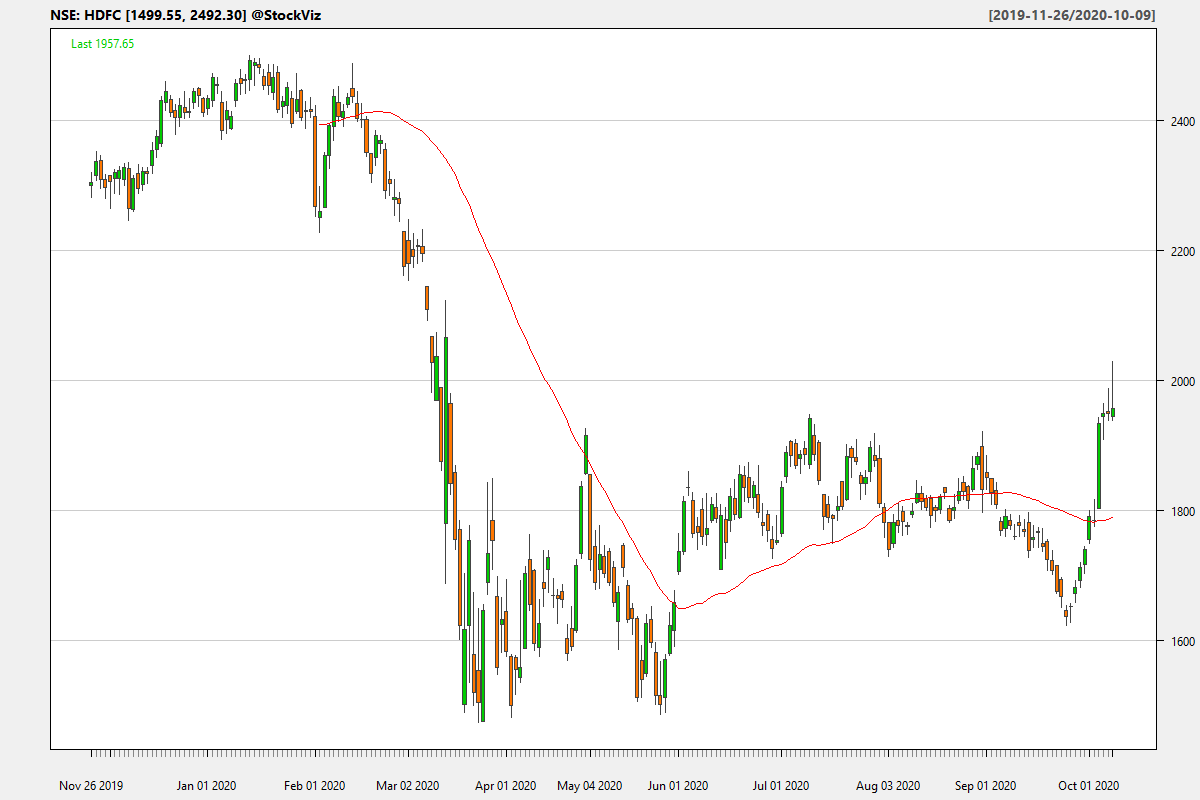 NSE: HDFC [1499.55, 2492.30] @StockViz
[2019-11-26/2020-10-09]
Last 1957.65
2400
2200
2000
1800
1600
Nov 26 2019
Jan 01 2020
Feb 01 2020
Mar 02 2020
Apr 01 2020
May 04 2020
Jun 01 2020
Jul 01 2020
Aug 03 2020
Sep 01 2020
Oct 01 2020